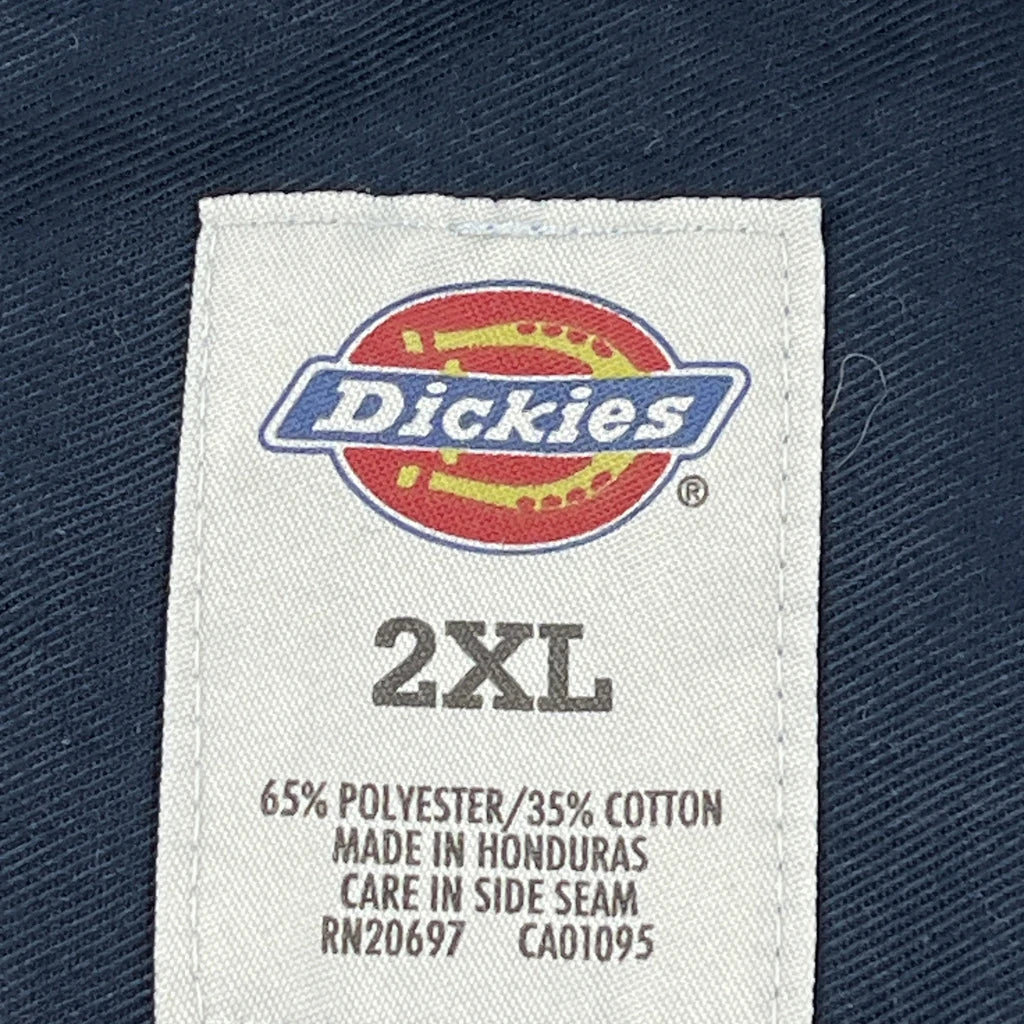 Dickies
®
2XL
65% POLYESTER/35% COTTON
MADE IN HONDURAS
CARE IN SIDE SEAM
RN20697 CA01095